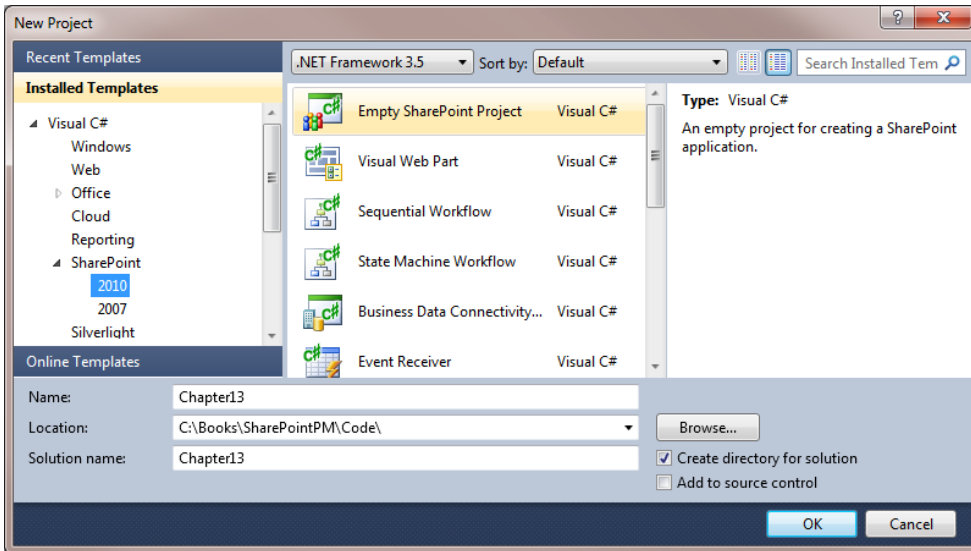 New Project
Recent Templates
Installed Templates
Visual C#
Windows
Web
Office
Cloud
Reporting
SharePoint
2010
2007
Silverlight
Online Templates
.NET Framework 3.5 Sort by: Default Search Installed Tem
Empty SharePoint Project Visual C#
Visual Web Part Visual C#
Sequential Workflow Visual C#
State Machine Workflow Visual C#
Business Data Connectivity... Visual C#
Event Receiver Visual C#
Type: Visual C#
An empty project for creating a SharePoint
application.
Name: Chapter13
Location: C:\Books\SharePointPM\Code\ Browse...
Solution name: Chapter13
Create directory for solution
Add to source control
OK Cancel